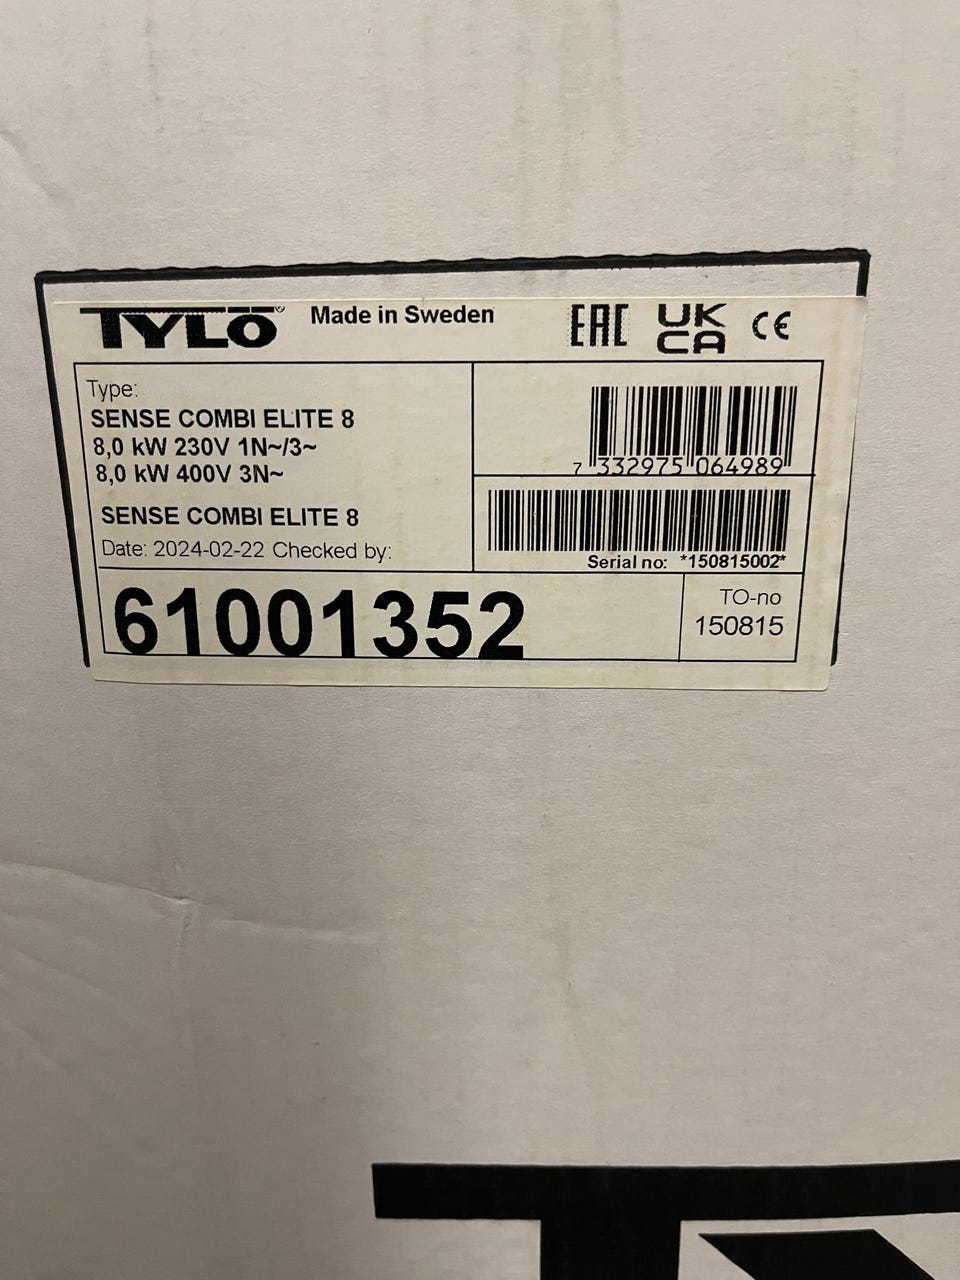 TYLÖ® Made in Sweden EAC UK CA CE
Type:
SENSE COMBI ELITE 8
8,0 kW 230V 1N~/3~
8,0 kW 400V 3N~
7 332975 064989
SENSE COMBI ELITE 8
Date: 2024-02-22 Checked by:
Serial no: *150815002*
61001352
TO-no
150815